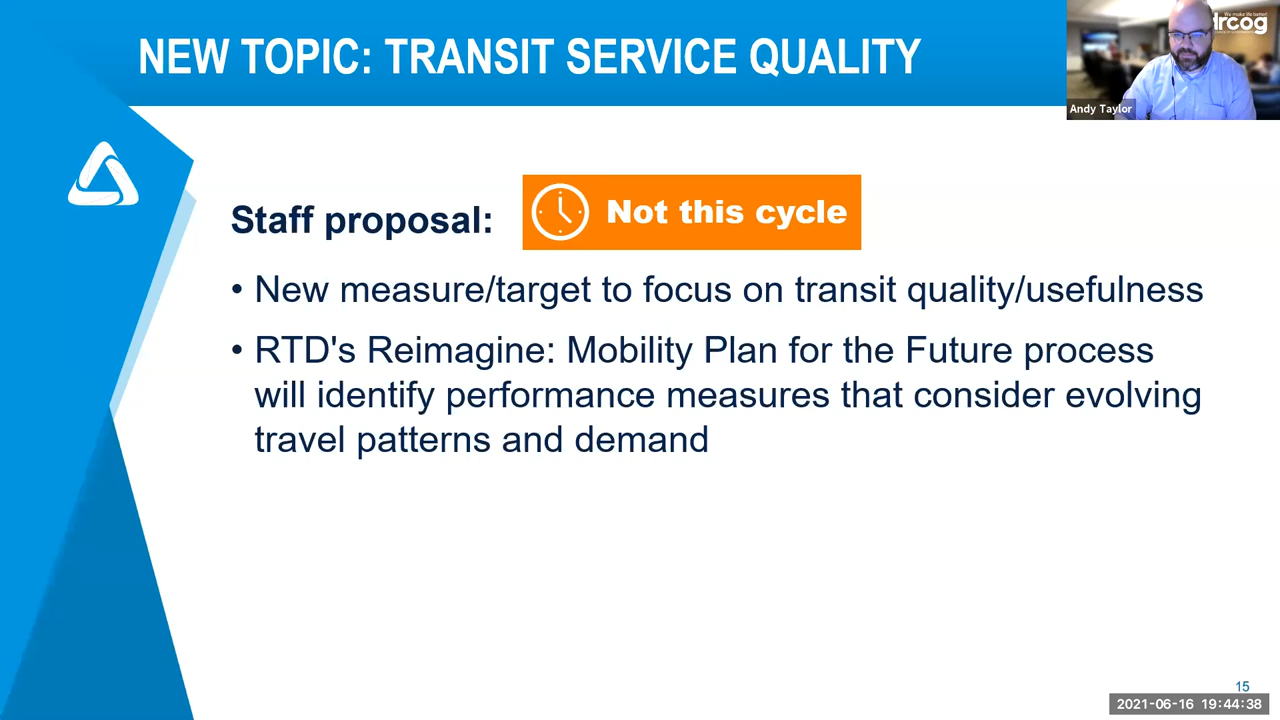 NEW TOPIC: TRANSIT SERVICE QUALITY
drcog
Andy Taylor
Staff proposal:
Not this cycle
• New measure/target to focus on transit quality/usefulness
• RTD's Reimagine: Mobility Plan for the Future process
will identify performance measures that consider evolving
travel patterns and demand
15
2021-06-16 19:44:38